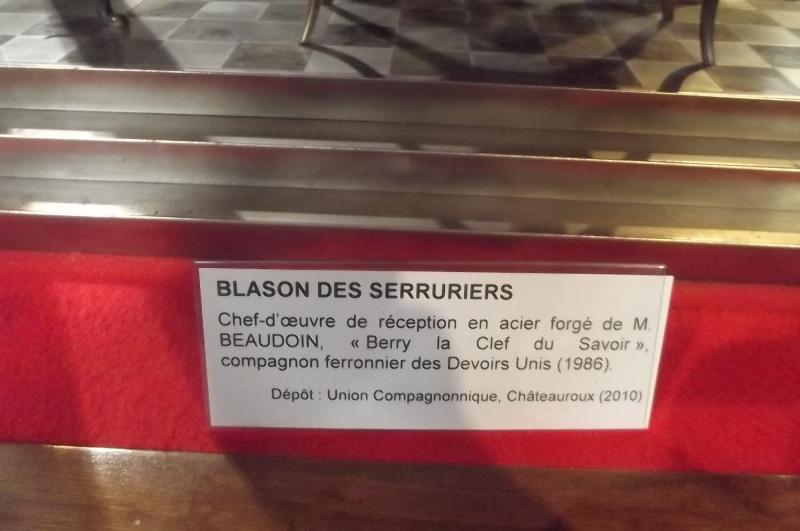 BLASON DES SERRURIERS
Chef-d'œuvre de réception en acier forgé de M.
BEAUDOIN, « Berry la Clef du Savoir »,
compagnon ferronnier des Devoirs Unis (1986).
Dépôt : Union Compagnonnique, Châteauroux (2010)